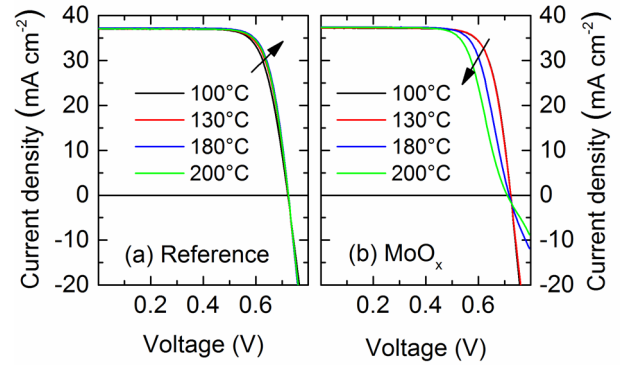 Current density (mA cm⁻²)
40
30
20
10
0
-10
-20
100°C
130°C
180°C
200°C
(a) Reference
0.2 0.4 0.6
Voltage (V)
100°C
130°C
180°C
200°C
(b) MoOₓ
0.2 0.4 0.6
Voltage (V)
40
30
20
10
0
-10
-20
Current density (mA cm⁻²)